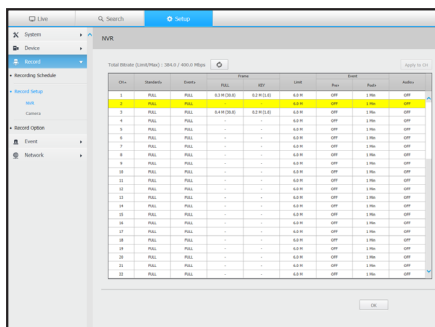 Live
Search
Setup
System
Device
Record
Recording Schedule
Record Setup
NVR
Camera
Record Option
Event
Network
NVR
Total Bitrate (Limit/Max) : 384.0 / 400.0 Mbps
Apply to CH
Frame
Event
CH Standard Events FULL KEY Limit Pre Post Audio
1 FULL FULL 0.3 M (30.0) 0.2 M (1.0) 6.0 M OFF 1 Min OFF
2 FULL FULL - - 6.0 M OFF 1 Min OFF
3 FULL FULL 0.4 M (30.0) 0.2 M (1.0) 6.0 M OFF 1 Min OFF
4 FULL FULL - - 6.0 M OFF 1 Min OFF
5 FULL FULL - - 6.0 M OFF 1 Min OFF
6 FULL FULL - - 6.0 M OFF 1 Min OFF
7 FULL FULL - - 6.0 M OFF 1 Min OFF
8 FULL FULL - - 6.0 M OFF 1 Min OFF
9 FULL FULL - - 6.0 M OFF 1 Min OFF
10 FULL FULL - - 6.0 M OFF 1 Min OFF
11 FULL FULL - - 6.0 M OFF 1 Min OFF
12 FULL FULL - - 6.0 M OFF 1 Min OFF
13 FULL FULL - - 6.0 M OFF 1 Min OFF
14 FULL FULL - - 6.0 M OFF 1 Min OFF
15 FULL FULL - - 6.0 M OFF 1 Min OFF
16 FULL FULL - - 6.0 M OFF 1 Min OFF
17 FULL FULL - - 6.0 M OFF 1 Min OFF
18 FULL FULL - - 6.0 M OFF 1 Min OFF
19 FULL FULL - - 6.0 M OFF 1 Min OFF
20 FULL FULL - - 6.0 M OFF 1 Min OFF
21 FULL FULL - - 6.0 M OFF 1 Min OFF
22 FULL FULL - - 6.0 M OFF 1 Min OFF
OK